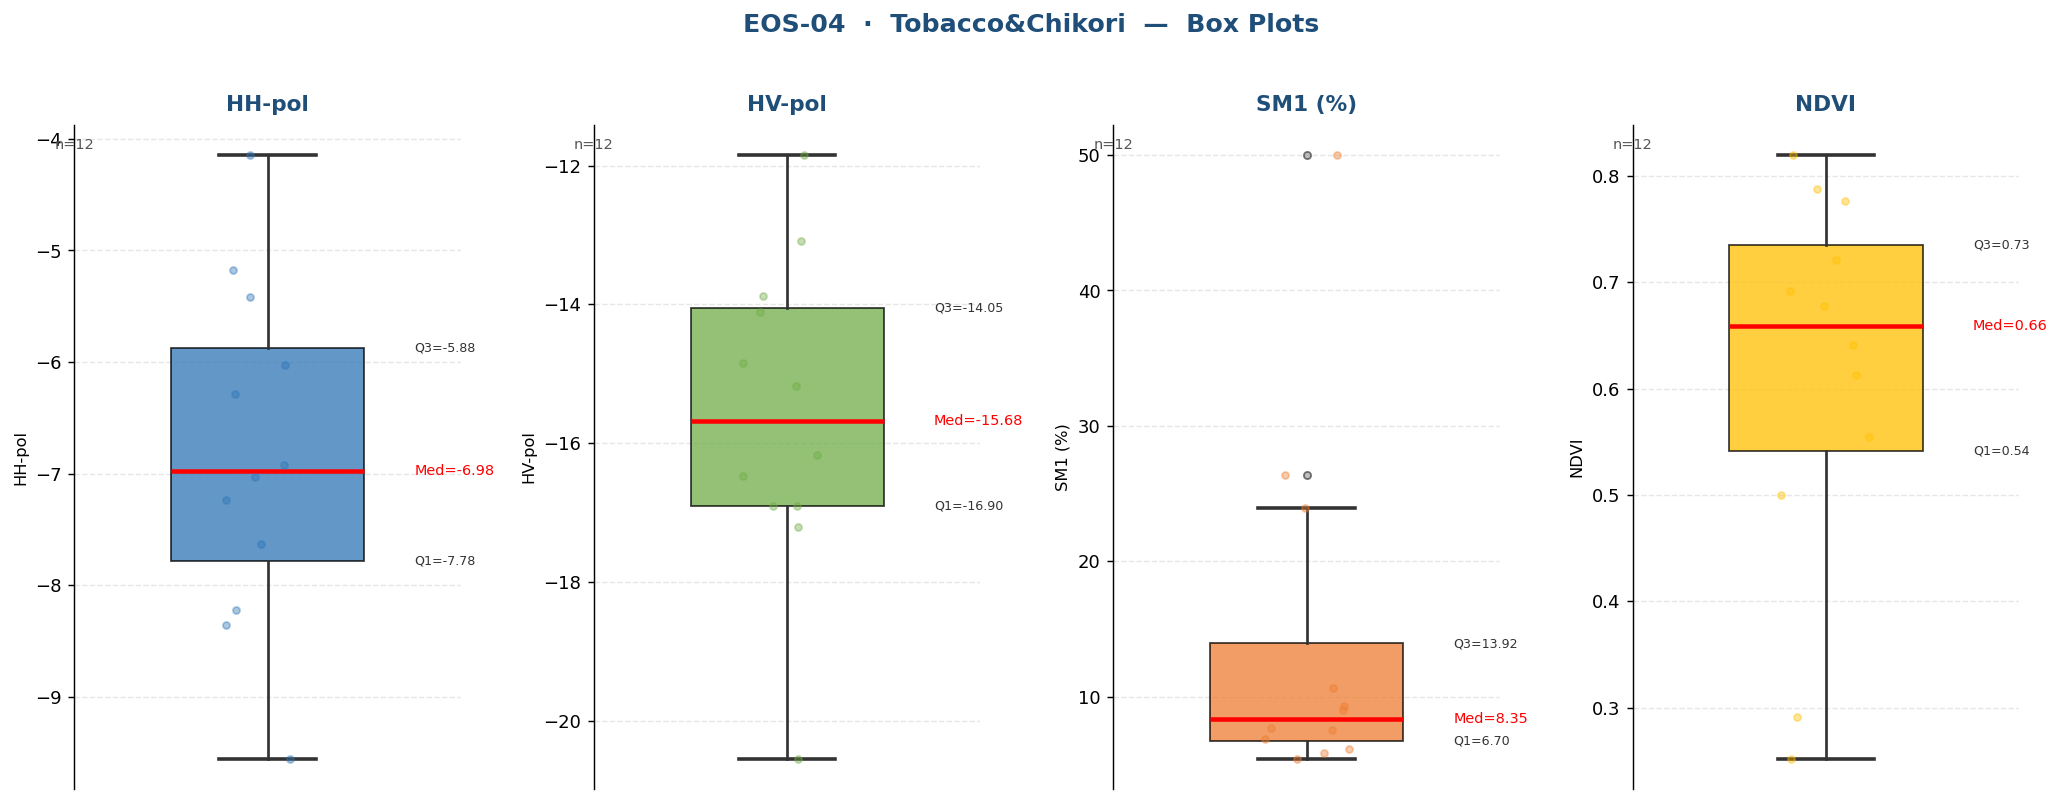 EOS-04 · Tobacco&Chikori — Box Plots
HH-pol
n=12
−4
−5
−6
−7
−8
−9
HH-pol
Q3=-5.88
Med=-6.98
Q1=-7.78
HV-pol
n=12
−12
−14
−16
−18
−20
HV-pol
Q3=-14.05
Med=-15.68
Q1=-16.90
SM1 (%)
n=12
50
40
30
20
10
SM1 (%)
Q3=13.92
Med=8.35
Q1=6.70
NDVI
n=12
0.8
0.7
0.6
0.5
0.4
0.3
NDVI
Q3=0.73
Med=0.66
Q1=0.54